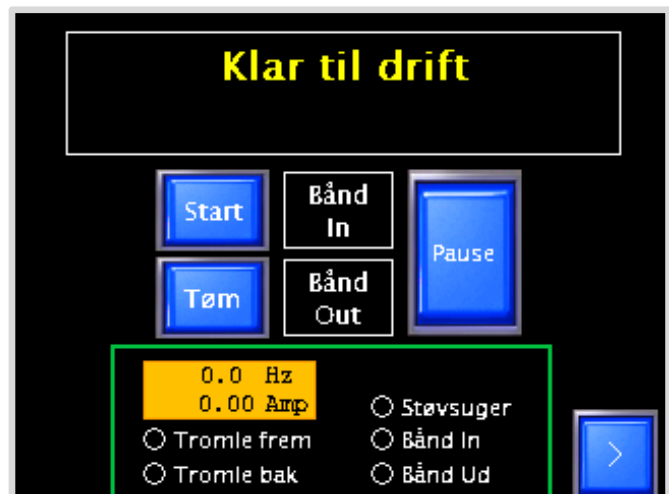 Klar til drift
Start
Bånd
In
Pause
Tøm
Bånd
Out
0.0 Hz
0.00 Amp
Støvsuger
Tromle frem
Bånd In
Tromle bak
Bånd Ud
>